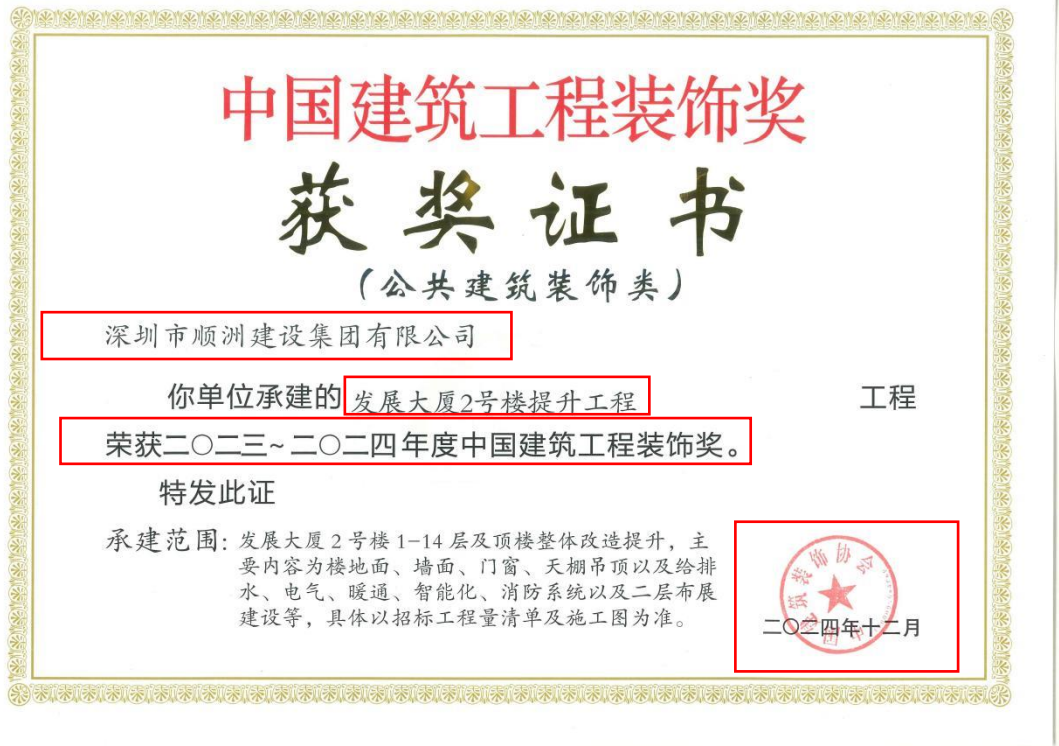 中国建筑工程装饰奖
获奖证书
(公共建筑装饰类)
深圳市顺洲建设集团有限公司
你单位承建的 发展大厦2号楼提升工程 工程
荣获二〇二三~二〇二四年度中国建筑工程装饰奖。
特发此证
承建范围: 发展大厦2号楼1-14层及顶楼整体改造提升，主
要内容为楼地面、墙面、门窗、天棚吊顶以及给排
水、电气、暖通、智能化、消防系统以及二层布展
建设等，具体以招标工程量清单及施工图为准。
中国建筑装饰协会
二〇二四年十二月